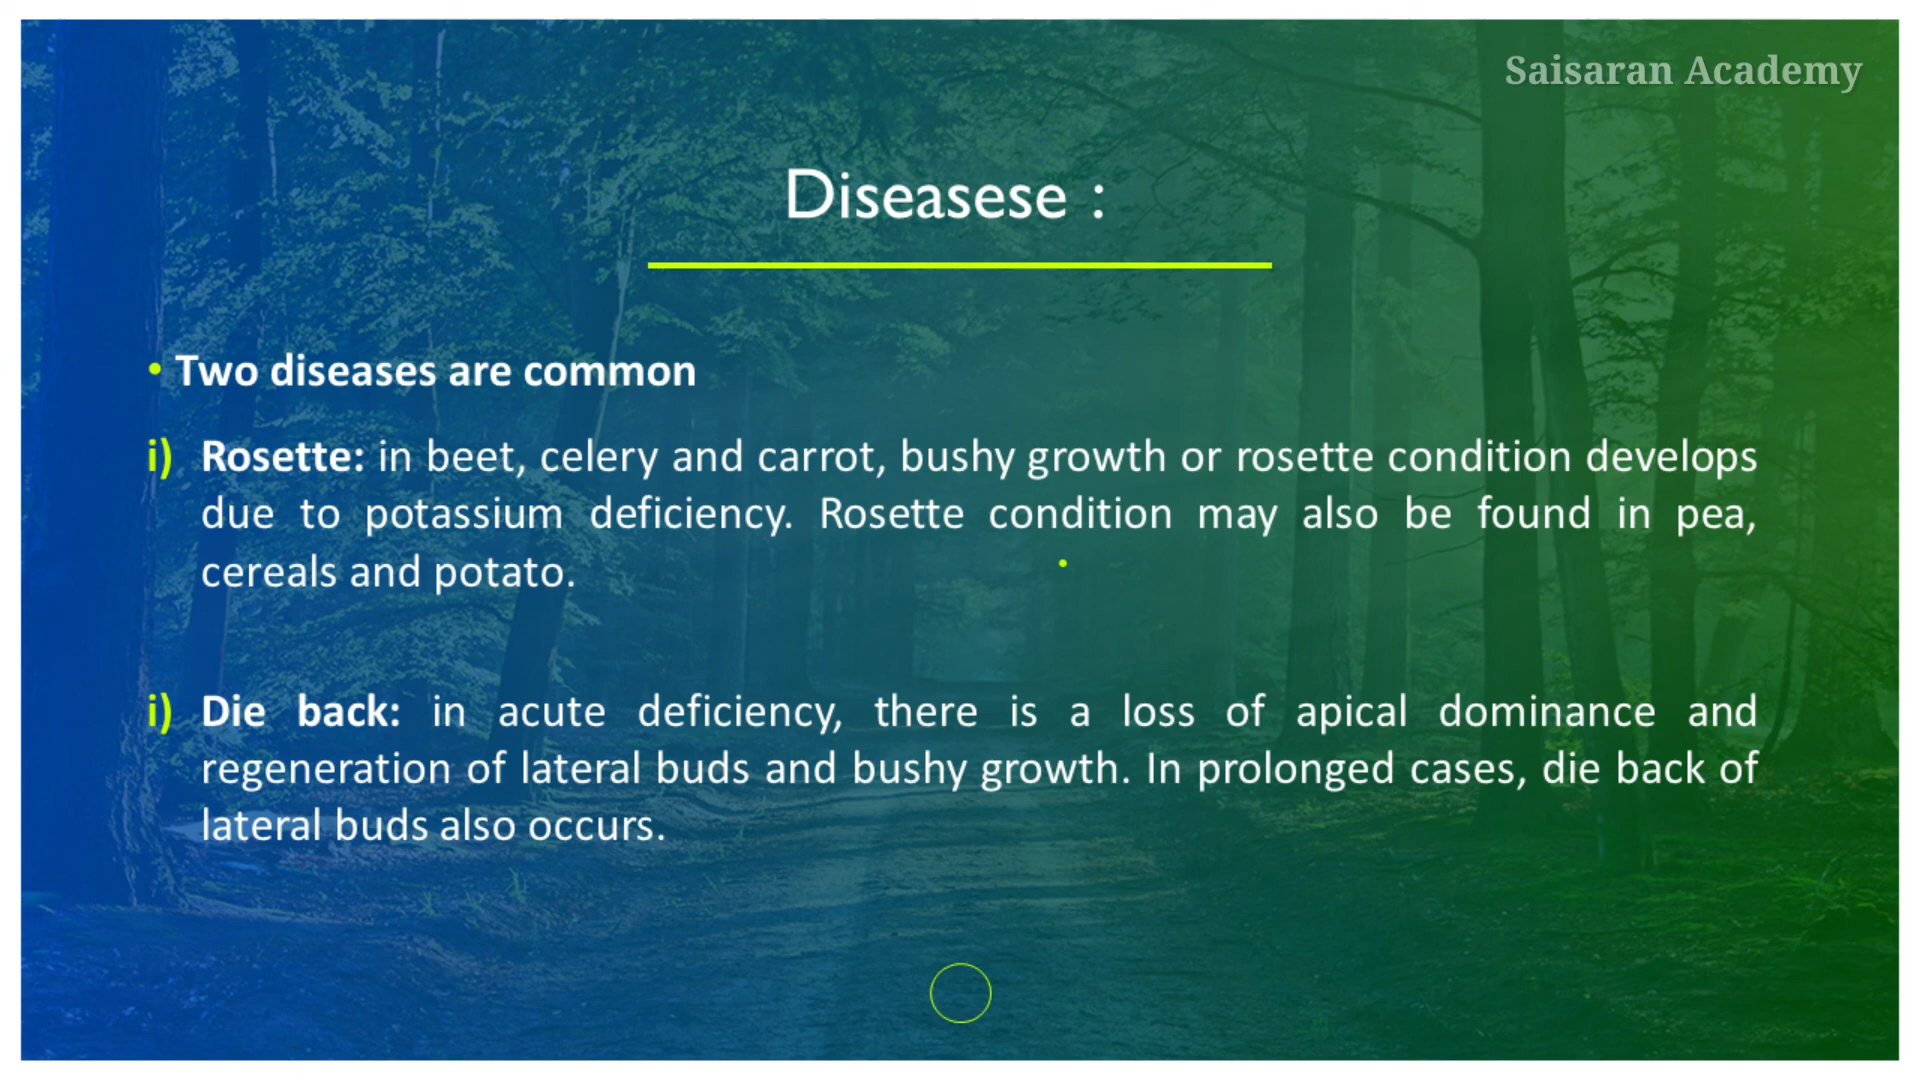 Saisaran Academy
Diseasese :
• Two diseases are common
i) Rosette: in beet, celery and carrot, bushy growth or rosette condition develops
due to potassium deficiency. Rosette condition may also be found in pea,
cereals and potato.
i) Die back: in acute deficiency, there is a loss of apical dominance and
regeneration of lateral buds and bushy growth. In prolonged cases, die back of
lateral buds also occurs.